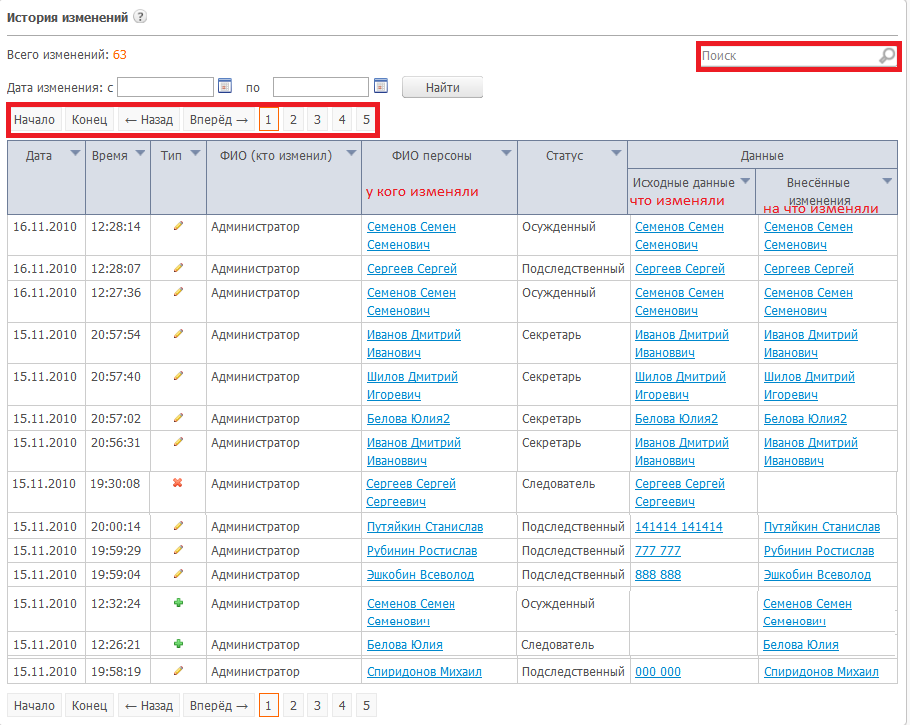 История изменений ?
Всего изменений: 63
Поиск
Дата изменения: с по Найти
Начало Конец ← Назад Вперёд → 1 2 3 4 5
Дата Время Тип ФИО (кто изменил) ФИО персоны Статус Данные
у кого изменяли
Исходные данные Внесённые изменения
что изменяли на что изменяли
16.11.2010 12:28:14 Администратор Семенов Семен Осужденный Семенов Семен Семенов Семен
Семенович Семенович Семенович
16.11.2010 12:28:07 Администратор Сергеев Сергей Подследственный Сергеев Сергей Сергеев Сергей
16.11.2010 12:27:36 Администратор Семенов Семен Осужденный Семенов Семен Семенов Семен
Семенович Семенович Семенович
15.11.2010 20:57:54 Администратор Иванов Дмитрий Секретарь Иванов Дмитрий Иванов Дмитрий
Иванович Ивановвич Иванович
15.11.2010 20:57:40 Администратор Шилов Дмитрий Секретарь Шилов Дмитрий Шилов Дмитрий
Игоревич Игоревич Игоревич
15.11.2010 20:57:02 Администратор Белова Юлия2 Секретарь Белова Юлия2 Белова Юлия2
15.11.2010 20:56:31 Администратор Иванов Дмитрий Секретарь Иванов Дмитрий Иванов Дмитрий
Ивановвич Ивановвич Ивановвич
15.11.2010 19:30:08 Администратор Сергеев Сергей Следователь Сергеев Сергей
Сергеевич Сергеевич
15.11.2010 20:00:14 Администратор Путяйкин Станислав Подследственный 141414 141414 Путяйкин Станислав
15.11.2010 19:59:29 Администратор Рубинин Ростислав Подследственный 777 777 Рубинин Ростислав
15.11.2010 19:59:04 Администратор Эшкобин Всеволод Подследственный 888 888 Эшкобин Всеволод
15.11.2010 12:32:24 Администратор Семенов Семен Осужденный Семенов Семен
Семенович Семенович
15.11.2010 12:26:21 Администратор Белова Юлия Следователь Белова Юлия
15.11.2010 19:58:19 Администратор Спиридонов Михаил Подследственный 000 000 Спиридонов Михаил
Начало Конец ← Назад Вперёд → 1 2 3 4 5